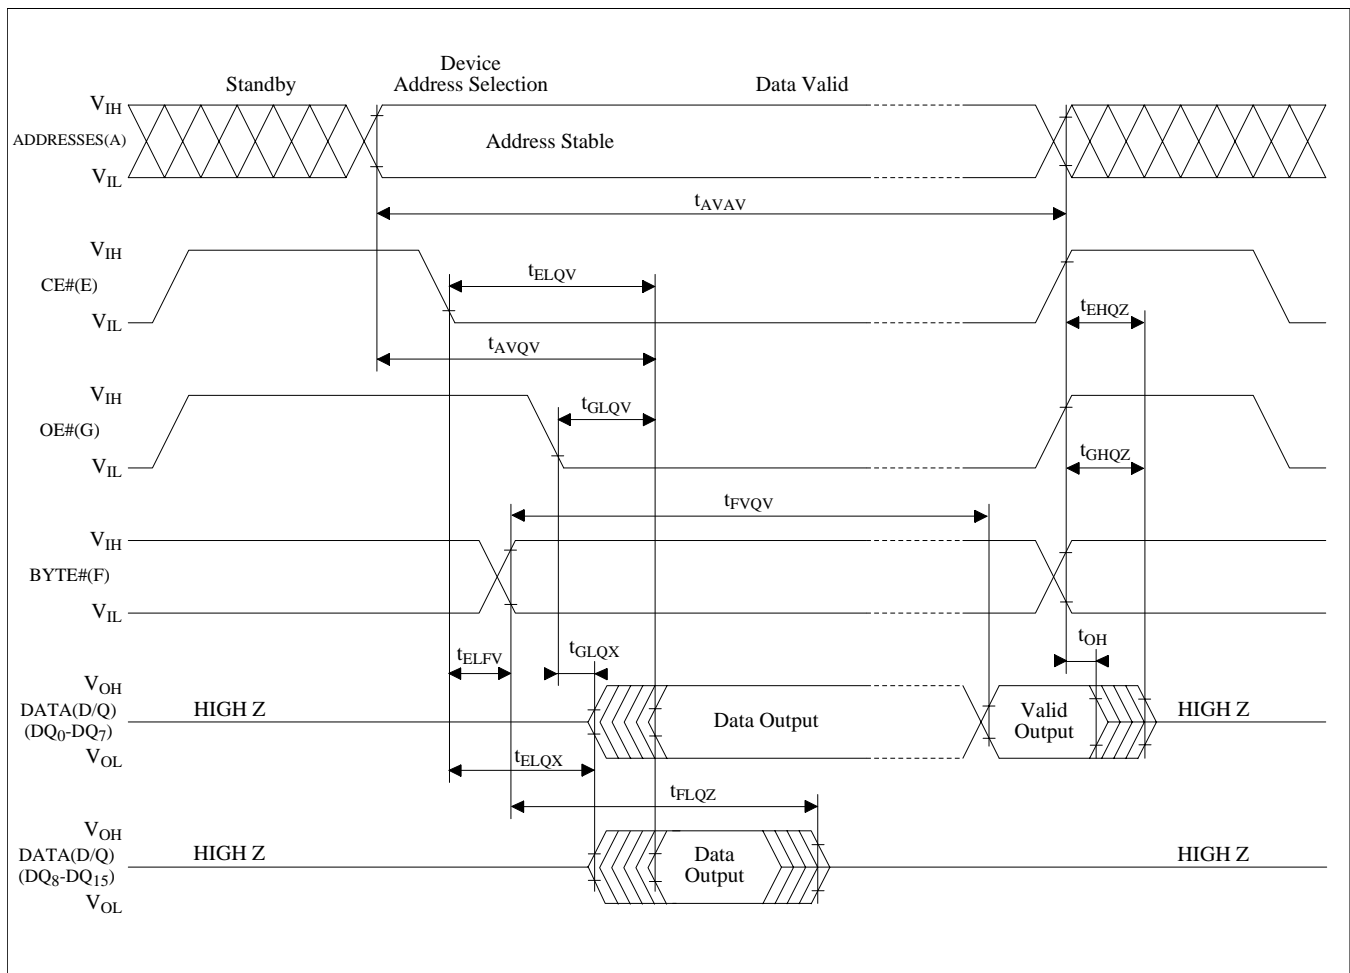 Device
Standby Address Selection Data Valid
VIH
ADDRESSES(A) Address Stable
VIL
tAVAV
VIH
CE#(E) tELQV
VIL tEHQZ
tAVQV
VIH
tGLQV
OE#(G)
VIL tGHQZ
tFVQV
VIH
BYTE#(F)
VIL
tELFV tGLQX tOH
VOH
DATA(D/Q) HIGH Z Data Output Valid HIGH Z
(DQ0-DQ7) Output
VOL tELQX
tFLQZ
VOH
DATA(D/Q) HIGH Z Data HIGH Z
(DQ8-DQ15) Output
VOL